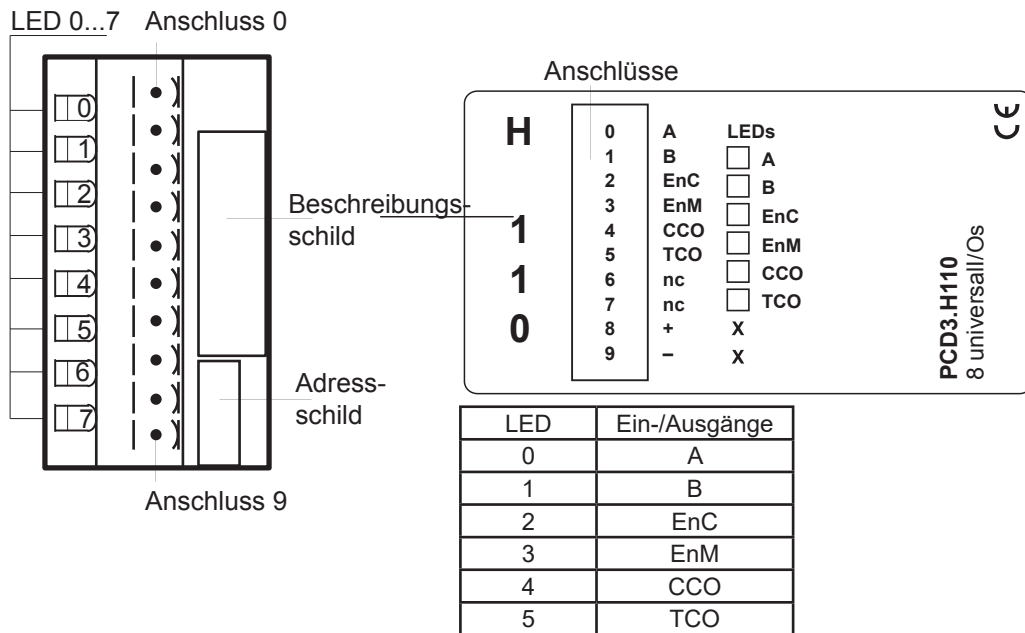 LED 0...7 Anschluss 0
0
1
2
3
4
5
6
7
Beschreibungs-
schild
Adress-
schild
Anschluss 9
Anschlüsse
H
1
1
0
0 A LEDs
1 B A
2 EnC B
3 EnM EnC
4 CCO EnM
5 TCO CCO
6 nc TCO
7 nc
8 + X
9 – X
CE
PCD3.H110
8 universall/Os
LED Ein-/Ausgänge
0 A
1 B
2 EnC
3 EnM
4 CCO
5 TCO